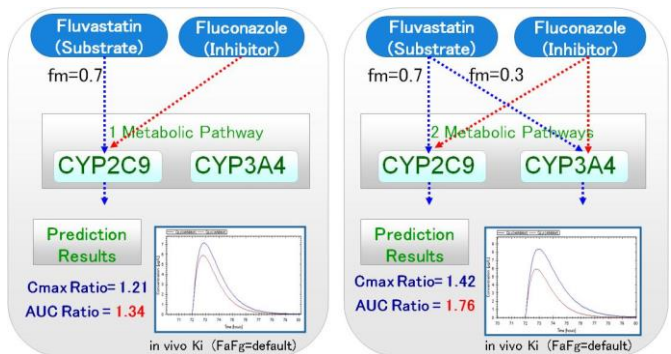 Fluvastatin
(Substrate)
Fluconazole
(Inhibitor)
fm=0.7
1 Metabolic Pathway
CYP2C9
CYP3A4
Prediction
Results
Cmax Ratio= 1.21
AUC Ratio = 1.34
in vivo Ki (FaFg=default)
Fluvastatin
(Substrate)
Fluconazole
(Inhibitor)
fm=0.7
fm=0.3
2 Metabolic Pathways
CYP2C9
CYP3A4
Prediction
Results
Cmax Ratio= 1.42
AUC Ratio = 1.76
in vivo Ki (FaFg=default)